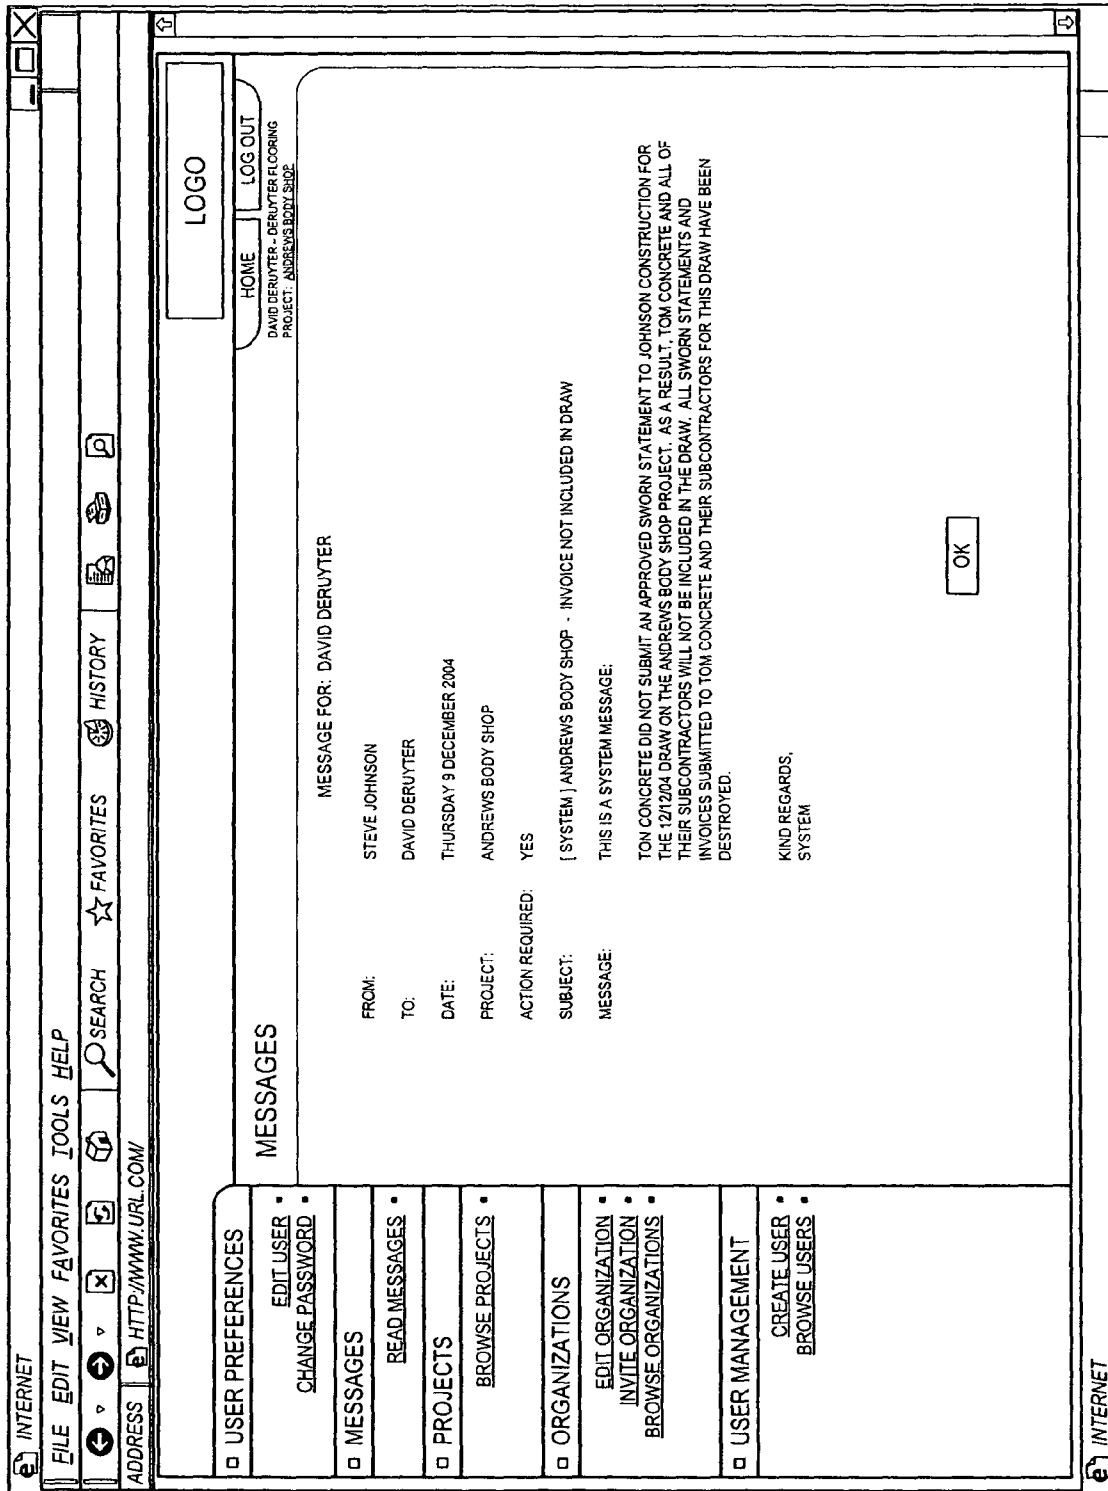 INTERNET
FILE EDIT VIEW FAVORITES TOOLS HELP
SEARCH FAVORITES HISTORY
ADDRESS HTTP://WWW.URL.COM/
LOGO
HOME LOG OUT
DAVID DERUYTER - DERUYTER FLOORING
PROJECT: ANDREWS BODY SHOP
USER PREFERENCES
EDIT USER
CHANGE PASSWORD
MESSAGES
READ MESSAGES
PROJECTS
BROWSE PROJECTS
ORGANIZATIONS
EDIT ORGANIZATION
INVITE ORGANIZATION
BROWSE ORGANIZATIONS
USER MANAGEMENT
CREATE USER
BROWSE USERS
MESSAGES
MESSAGE FOR: DAVID DERUYTER
FROM: STEVE JOHNSON
TO: DAVID DERUYTER
DATE: THURSDAY 9 DECEMBER 2004
PROJECT: ANDREWS BODY SHOP
ACTION REQUIRED: YES
SUBJECT: [ SYSTEM ] ANDREWS BODY SHOP - INVOICE NOT INCLUDED IN DRAW
MESSAGE: THIS IS A SYSTEM MESSAGE:
TON CONCRETE DID NOT SUBMIT AN APPROVED SWORN STATEMENT TO JOHNSON CONSTRUCTION FOR
THE 12/12/04 DRAW ON THE ANDREWS BODY SHOP PROJECT. AS A RESULT, TOM CONCRETE AND ALL OF
THEIR SUBCONTRACTORS WILL NOT BE INCLUDED IN THE DRAW. ALL SWORN STATEMENTS AND
INVOICES SUBMITTED TO TOM CONCRETE AND THEIR SUBCONTRACTORS FOR THIS DRAW HAVE BEEN
DESTROYED.
KIND REGARDS,
SYSTEM
OK
INTERNET